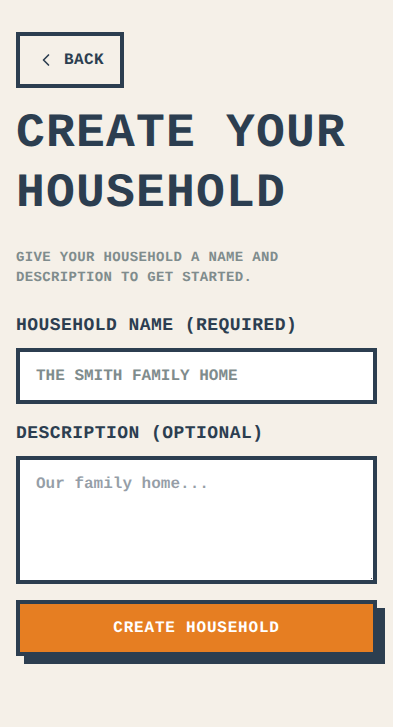 BACK
CREATE YOUR
HOUSEHOLD
GIVE YOUR HOUSEHOLD A NAME AND
DESCRIPTION TO GET STARTED.
HOUSEHOLD NAME (REQUIRED)
THE SMITH FAMILY HOME
DESCRIPTION (OPTIONAL)
Our family home...
CREATE HOUSEHOLD